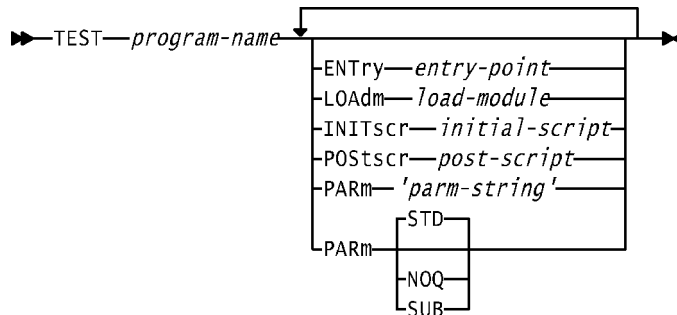 TEST program-name
ENTry entry-point
LOAdm load-module
INITscr initial-script
POStscr post-script
PARm 'parm-string'
STD
PARm
NOQ
SUB